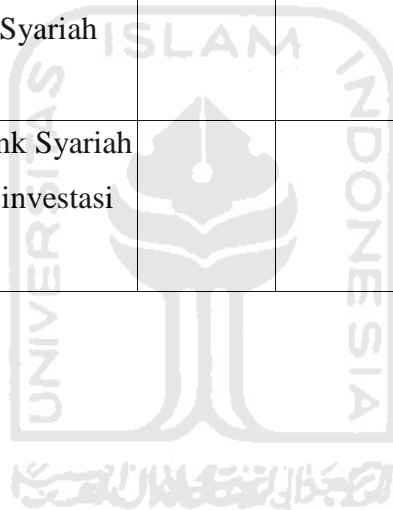 Syariah
ISLAM
nk Syariah
investasi
UNIVERSITAS
INDONESIA